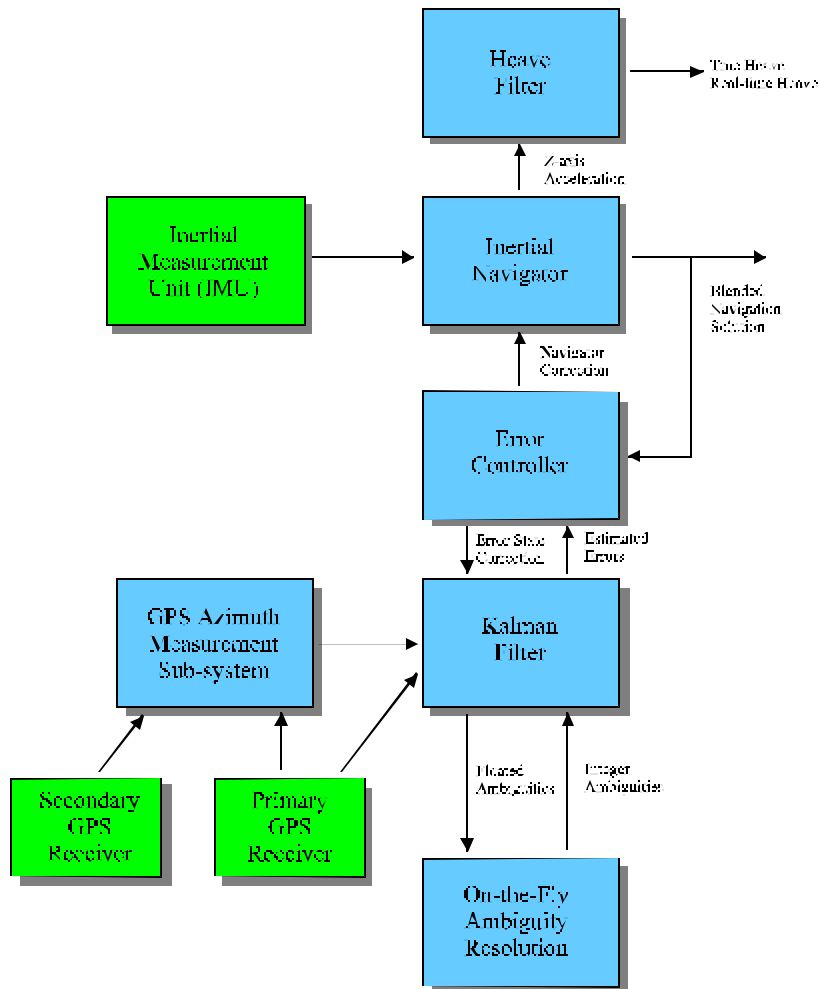 Heave
Filter
True Heave
Real-time Heave
Z-axis
Acceleration
Inertial
Measurement
Unit (IMU)
Inertial
Navigator
Blended
Navigation
Solution
Navigator
Correction
Error
Controller
Error State
Correction
Estimated
Errors
GPS Azimuth
Measurement
Sub-system
Kalman
Filter
Floated
Ambiguities
Integer
Ambiguities
Secondary
GPS
Receiver
Primary
GPS
Receiver
On-the-Fly
Ambiguity
Resolution